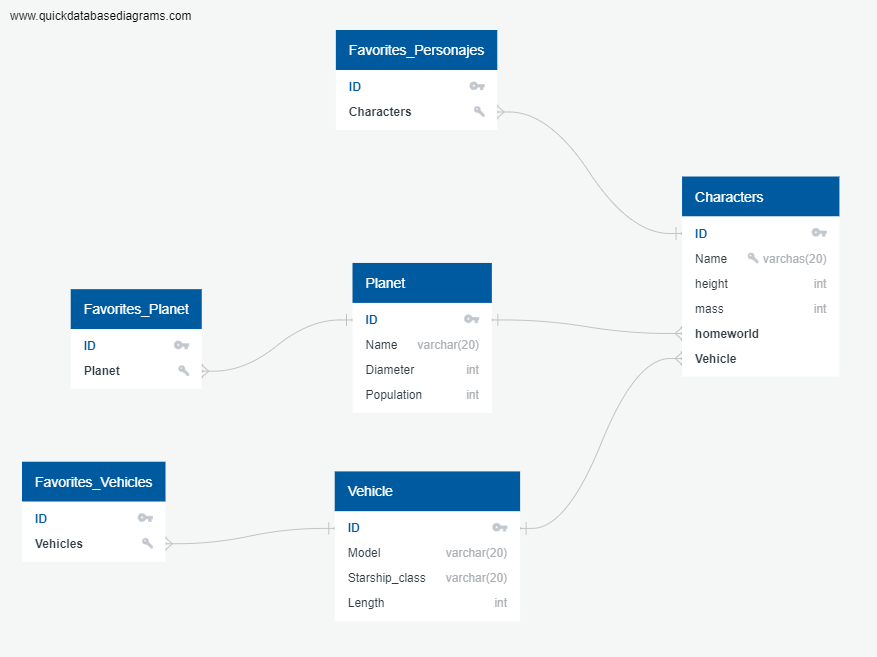 www.quickdatabasediagrams.com
Favorites_Personajes
ID
Characters
Characters
ID
Name varchas(20)
height int
mass int
homeworld
Vehicle
Planet
ID
Name varchar(20)
Diameter int
Population int
Favorites_Planet
ID
Planet
Favorites_Vehicles
ID
Vehicles
Vehicle
ID
Model varchar(20)
Starship_class varchar(20)
Length int